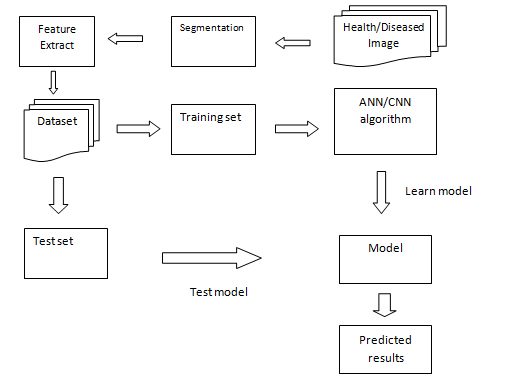 Feature
Extract
Segmentation
Health/Diseased
Image
Dataset
Training set
ANN/CNN
algorithm
Learn model
Test set
Test model
Model
Predicted
results